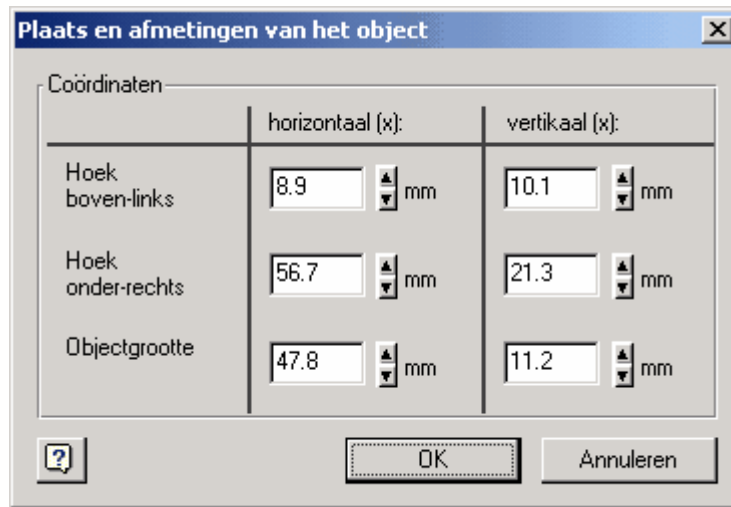 Plaats en afmetingen van het object
Coördinaten
horizontaal (x): vertikaal (x):
Hoek
boven-links
8.9 mm 10.1 mm
Hoek
onder-rechts
56.7 mm 21.3 mm
Objectgrootte
47.8 mm 11.2 mm
? OK Annuleren